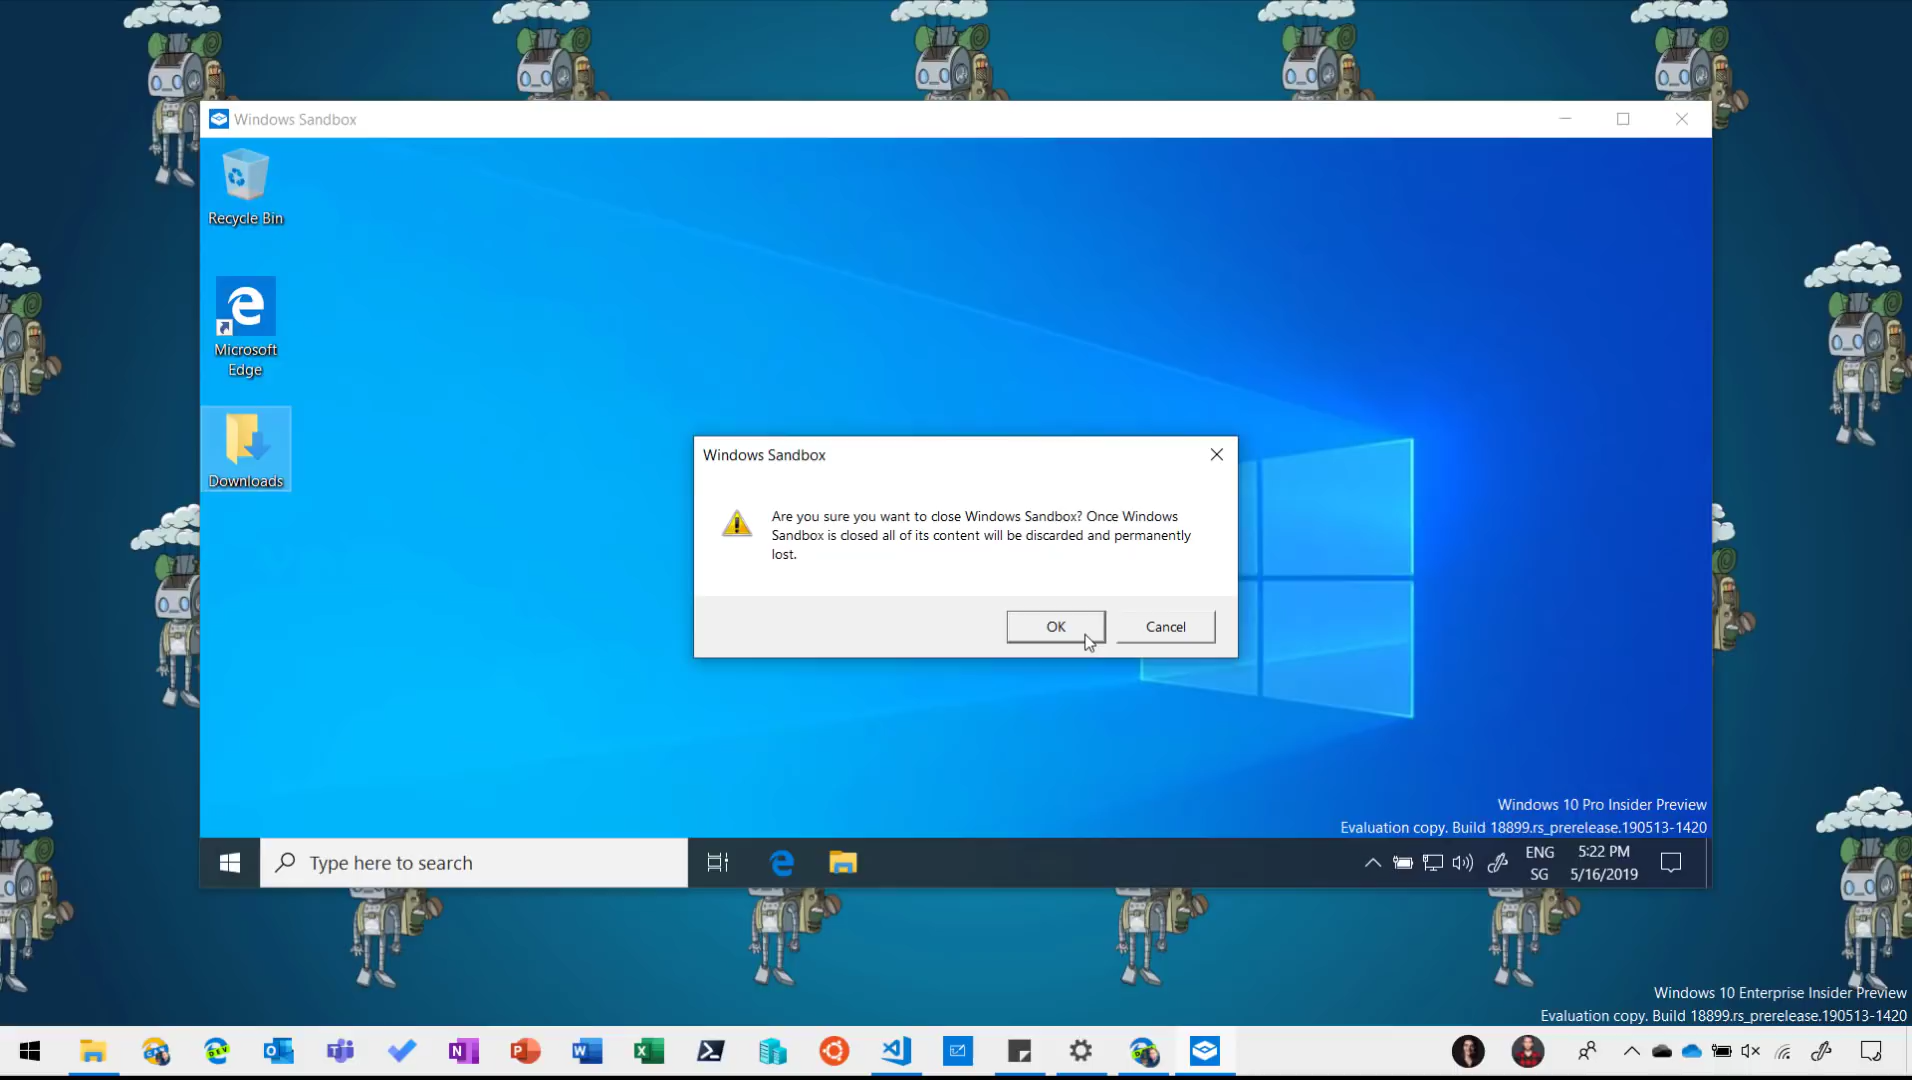 Windows Sandbox
Recycle Bin
Microsoft
Edge
Downloads
Windows Sandbox
Are you sure you want to close Windows Sandbox? Once Windows
Sandbox is closed all of its content will be discarded and permanently
lost.
OK
Cancel
Windows 10 Pro Insider Preview
Evaluation copy. Build 18899.rs_prerelease.190513-1420
Type here to search
ENG
SG
5:22 PM
5/16/2019
Windows 10 Enterprise Insider Preview
Evaluation copy. Build 18899.rs_prerelease.190513-1420